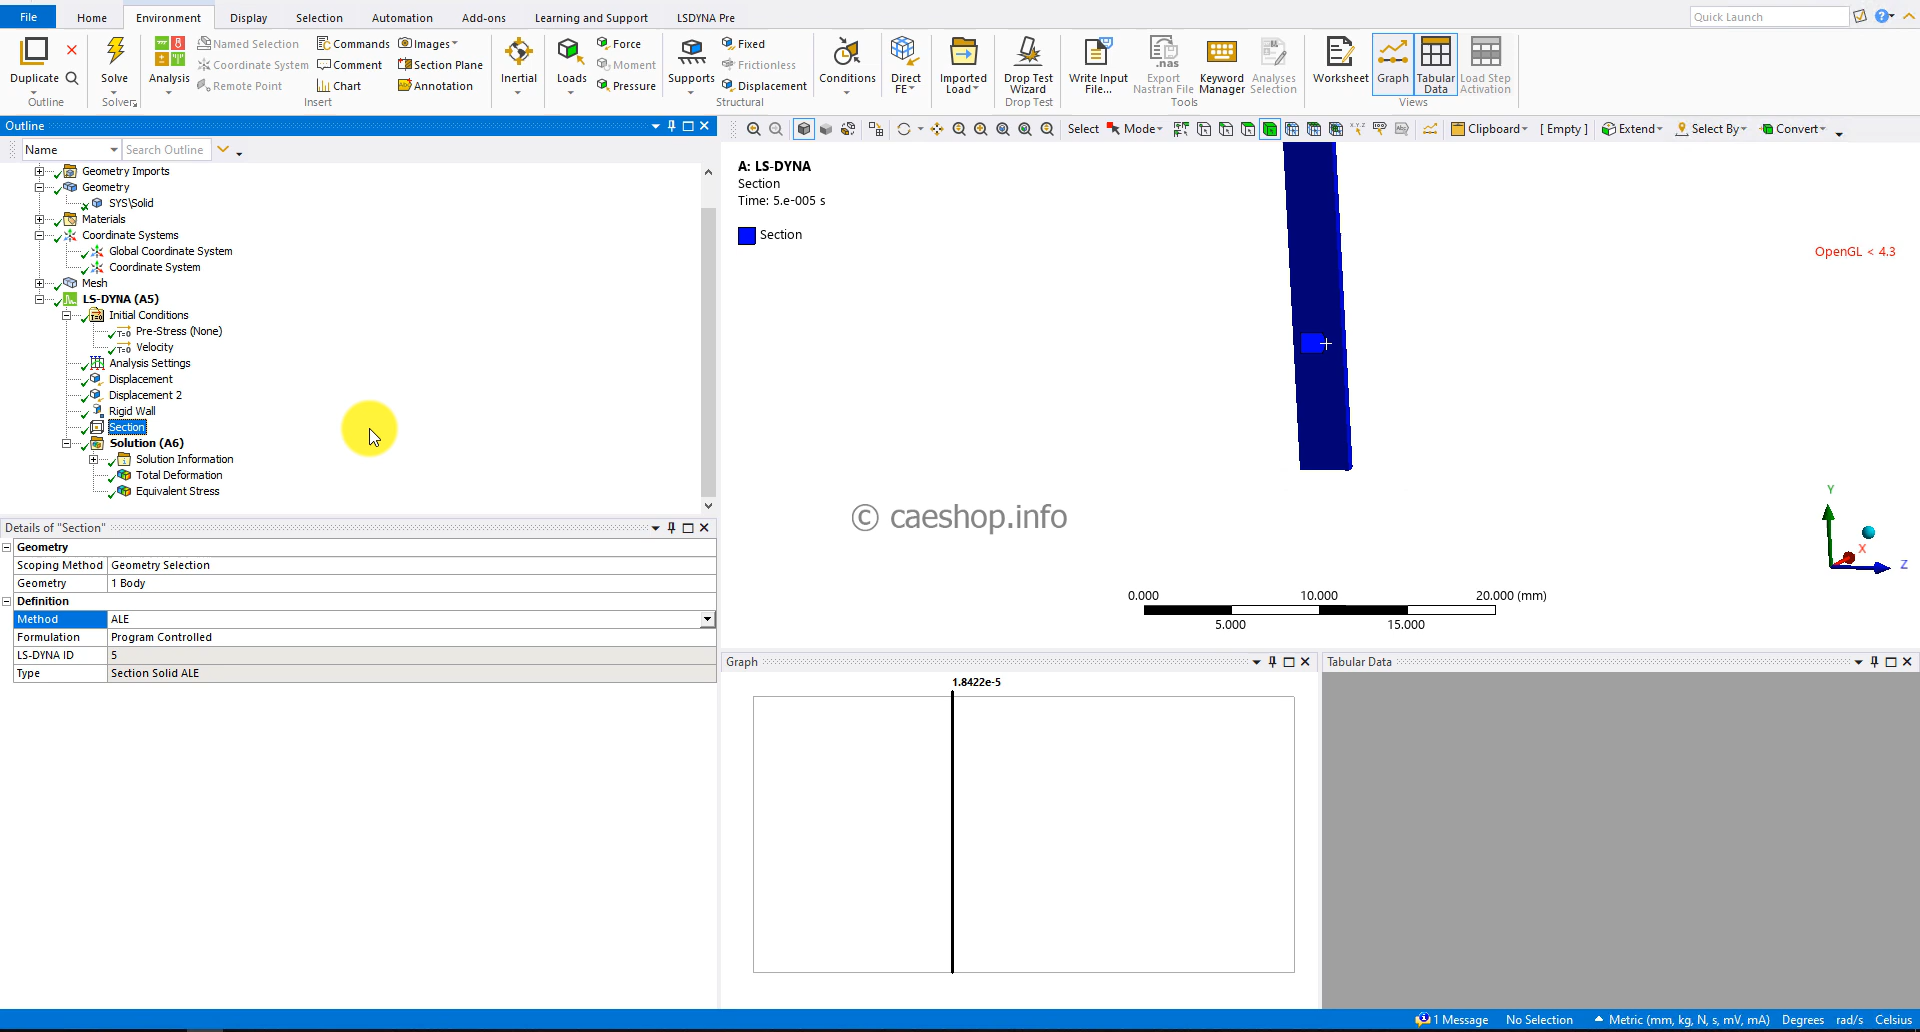 File
Home
Environment
Display
Selection
Automation
Add-ons
Learning and Support
LSDYNA Pre
Quick Launch
Duplicate
Outline
Solve
Solver
Analysis
Named Selection
Coordinate System
Remote Point
Commands
Comment
Chart
Images
Section Plane
Annotation
Insert
Inertial
Loads
Force
Moment
Pressure
Supports
Fixed
Frictionless
Displacement
Structural
Conditions
Direct
FE
Imported
Load
Drop Test
Wizard
Drop Test
Write Input
File...
Export
Nastran File
Keyword
Manager
Analyses
Selection
Tools
Worksheet
Graph
Tabular
Data
Load Step
Activation
Views
Outline
Name
Search Outline
Select
Mode
Clipboard
[ Empty ]
Extend
Select By
Convert
Geometry Imports
Geometry
SYS\Solid
Materials
Coordinate Systems
Global Coordinate System
Coordinate System
Mesh
LS-DYNA (A5)
Initial Conditions
Pre-Stress (None)
Velocity
Analysis Settings
Displacement
Displacement 2
Rigid Wall
Section
Solution (A6)
Solution Information
Total Deformation
Equivalent Stress
Details of "Section"
Geometry
Scoping Method Geometry Selection
Geometry 1 Body
Definition
Method ALE
Formulation Program Controlled
LS-DYNA ID 5
Type Section Solid ALE
A: LS-DYNA
Section
Time: 5.e-005 s
Section
OpenGL < 4.3
© caeshop.info
Y
X
Z
0.000 10.000 20.000 (mm)
5.000 15.000
Graph
1.8422e-5
Tabular Data
1 Message
No Selection
Metric (mm, kg, N, s, mV, mA)
Degrees
rad/s
Celsius